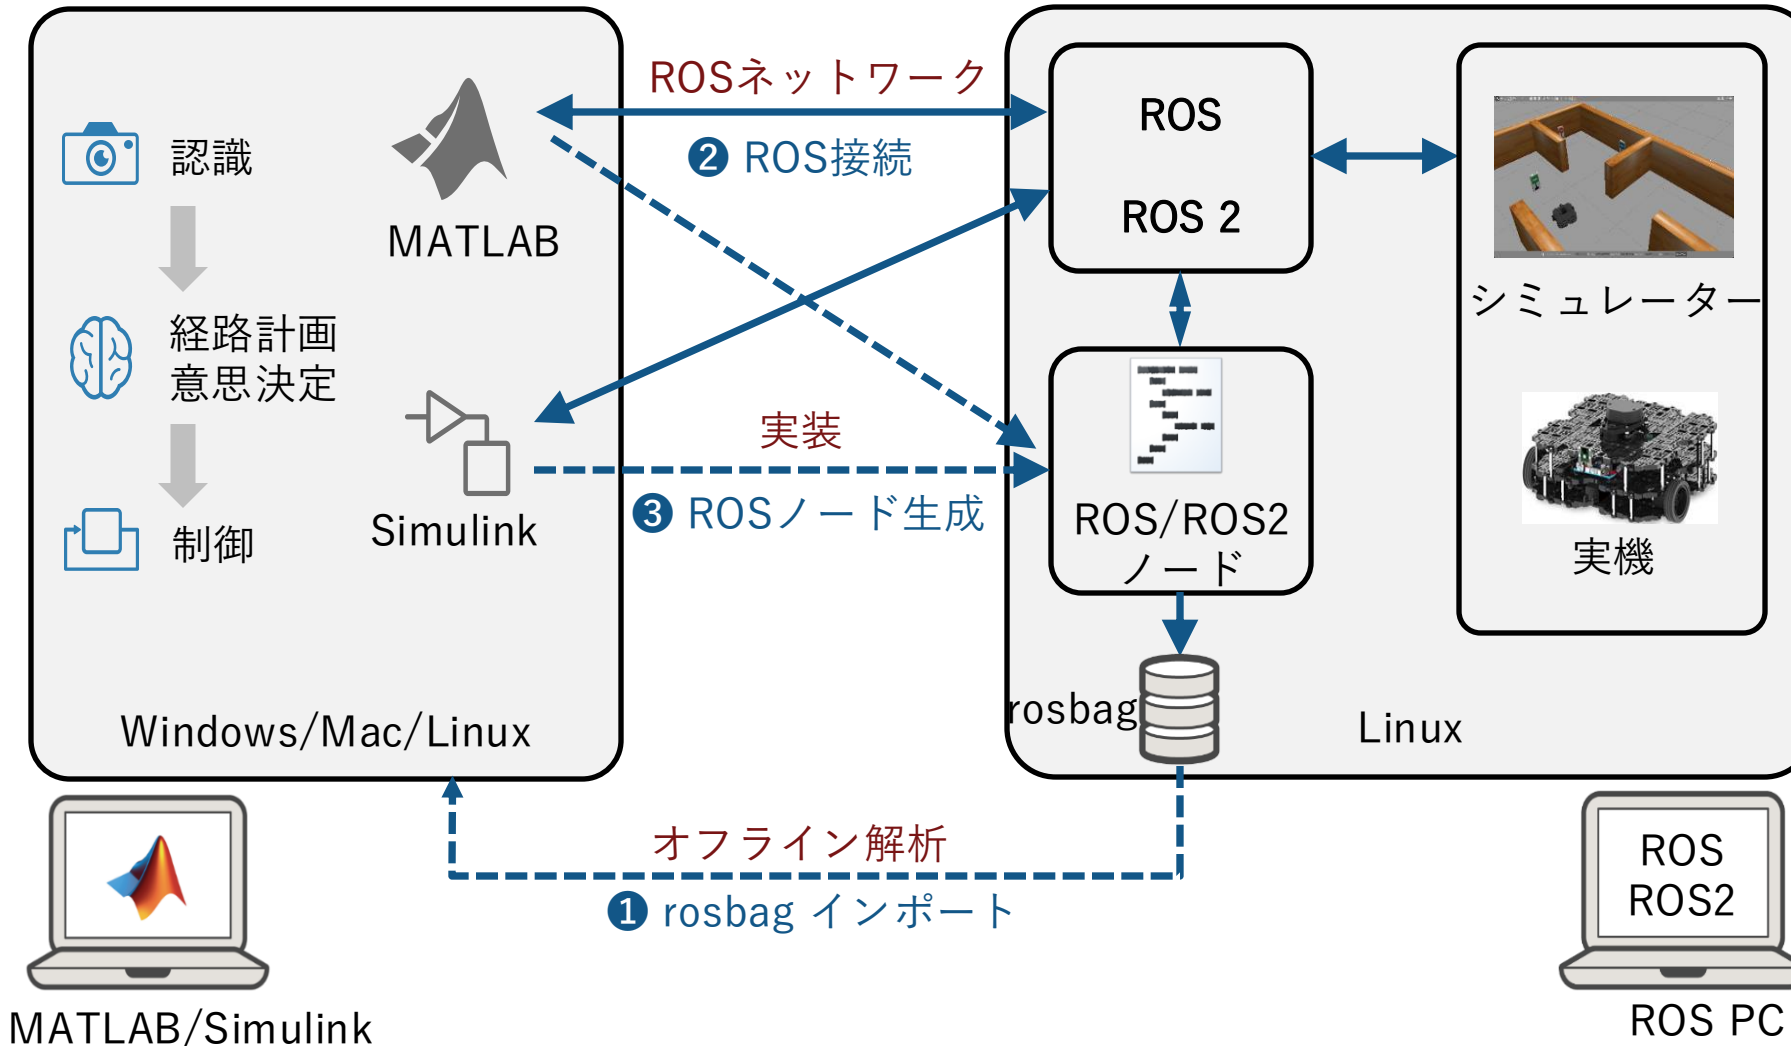 認識
経路計画
意思決定
制御
MATLAB
Simulink
Windows/Mac/Linux
MATLAB/Simulink
ROSネットワーク
❷ ROS接続
実装
❸ ROSノード生成
オフライン解析
❶ rosbag インポート
ROS
ROS 2
ROS/ROS2
ノード
rosbag
Linux
シミュレーター
実機
ROS
ROS2
ROS PC